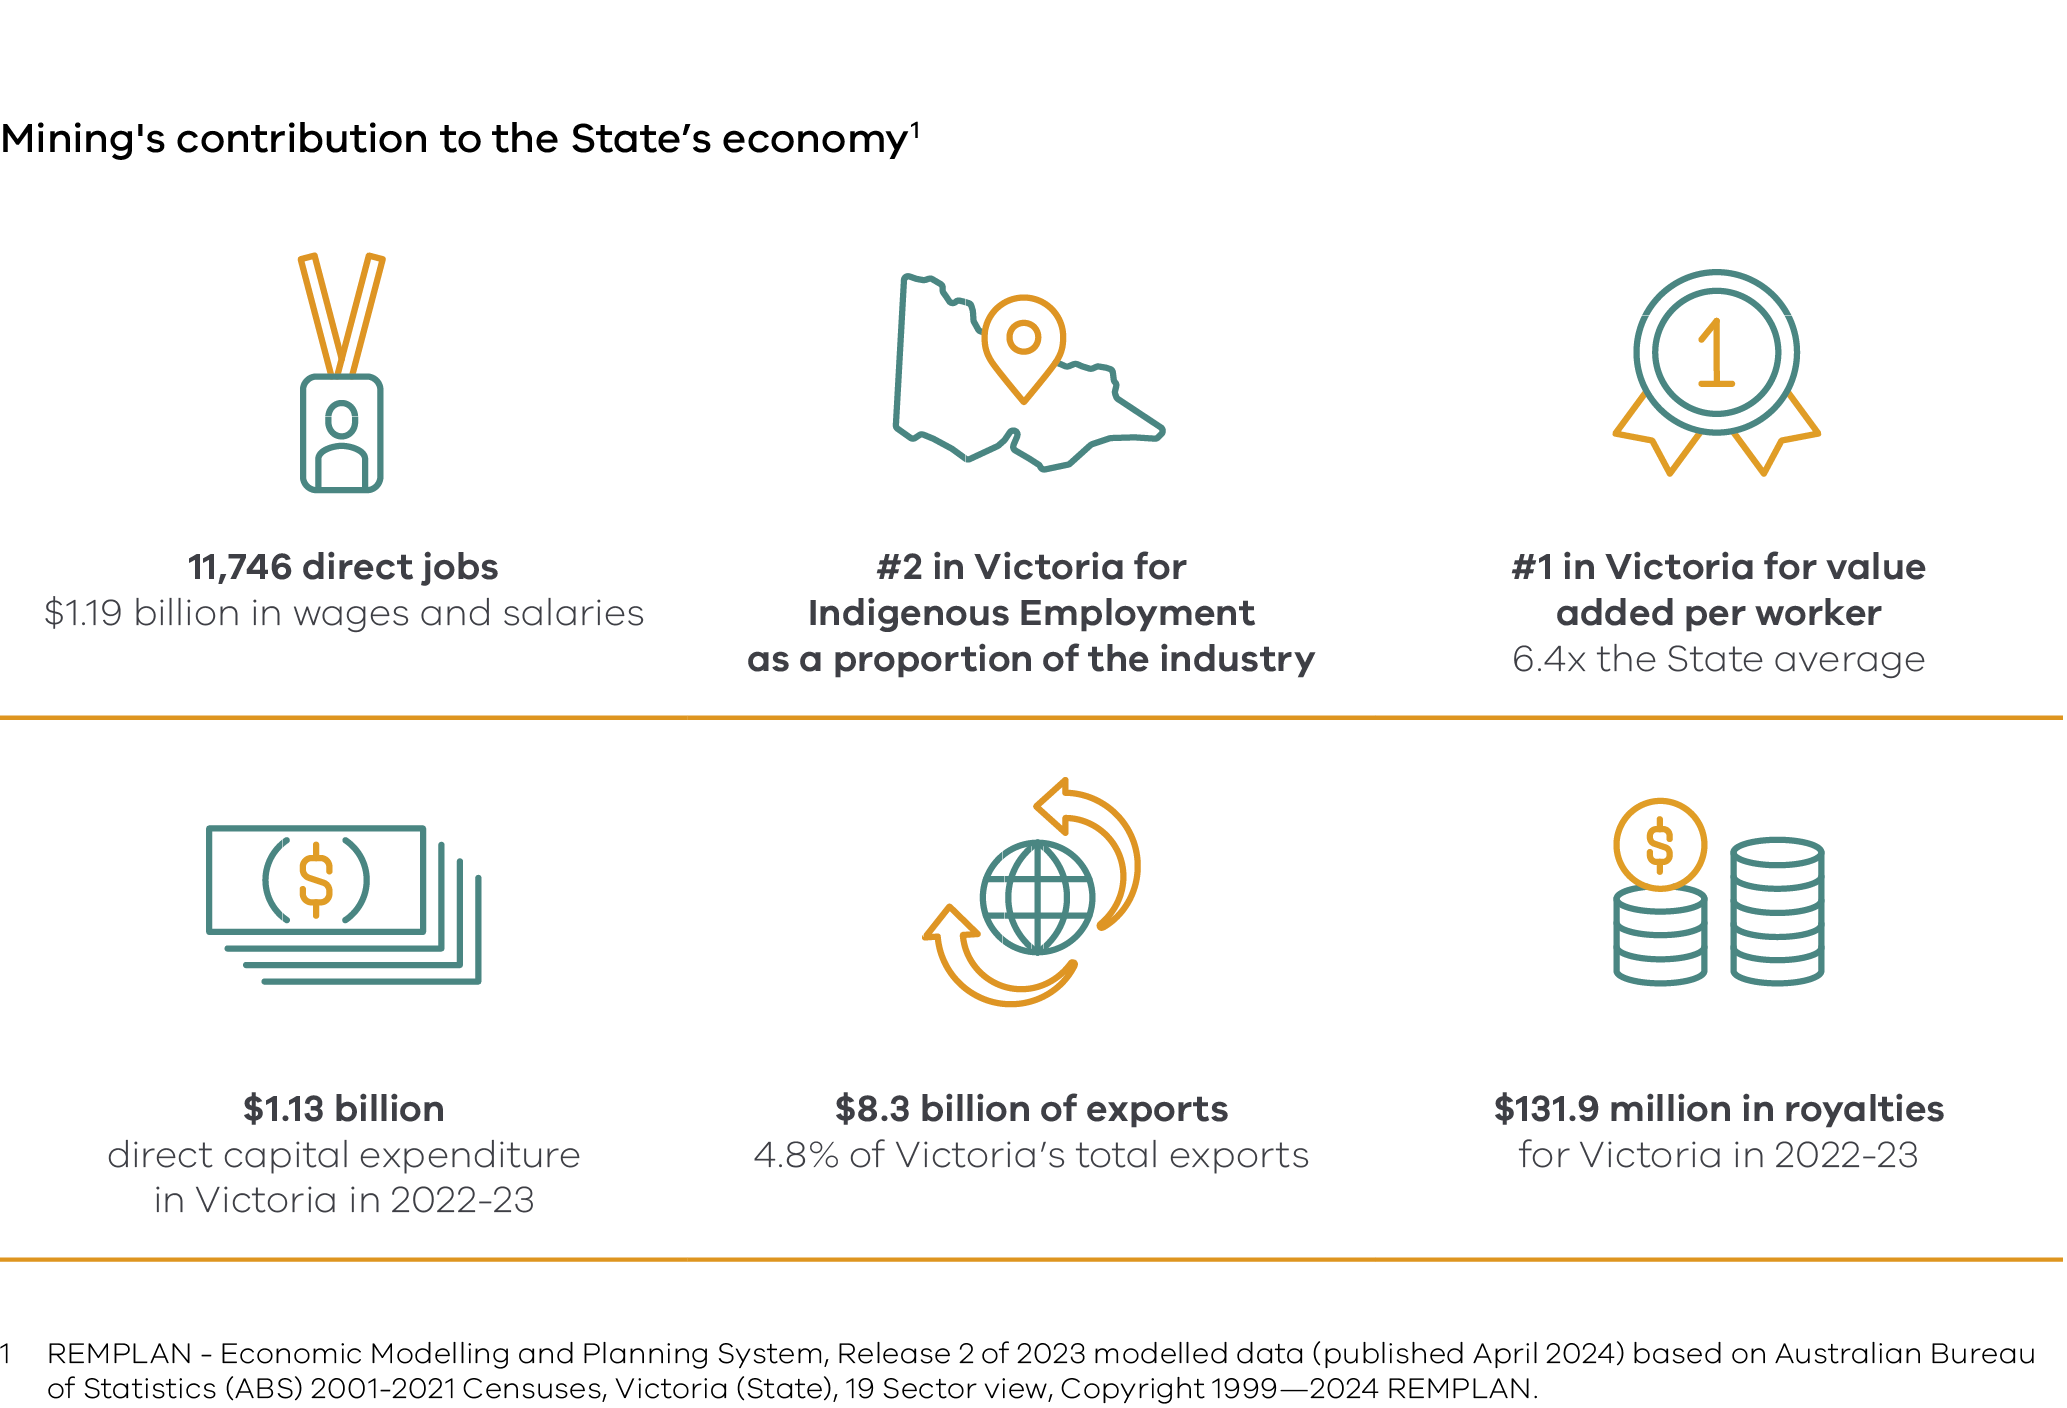 Mining's contribution to the State’s economy¹
1
11,746 direct jobs
$1.19 billion in wages and salaries
#2 in Victoria for
Indigenous Employment
as a proportion of the industry
#1 in Victoria for value
added per worker
6.4x the State average
$
$
$1.13 billion
direct capital expenditure
in Victoria in 2022-23
$8.3 billion of exports
4.8% of Victoria’s total exports
$131.9 million in royalties
for Victoria in 2022-23
1 REMPLAN - Economic Modelling and Planning System, Release 2 of 2023 modelled data (published April 2024) based on Australian Bureau
of Statistics (ABS) 2001-2021 Censuses, Victoria (State), 19 Sector view, Copyright 1999—2024 REMPLAN.